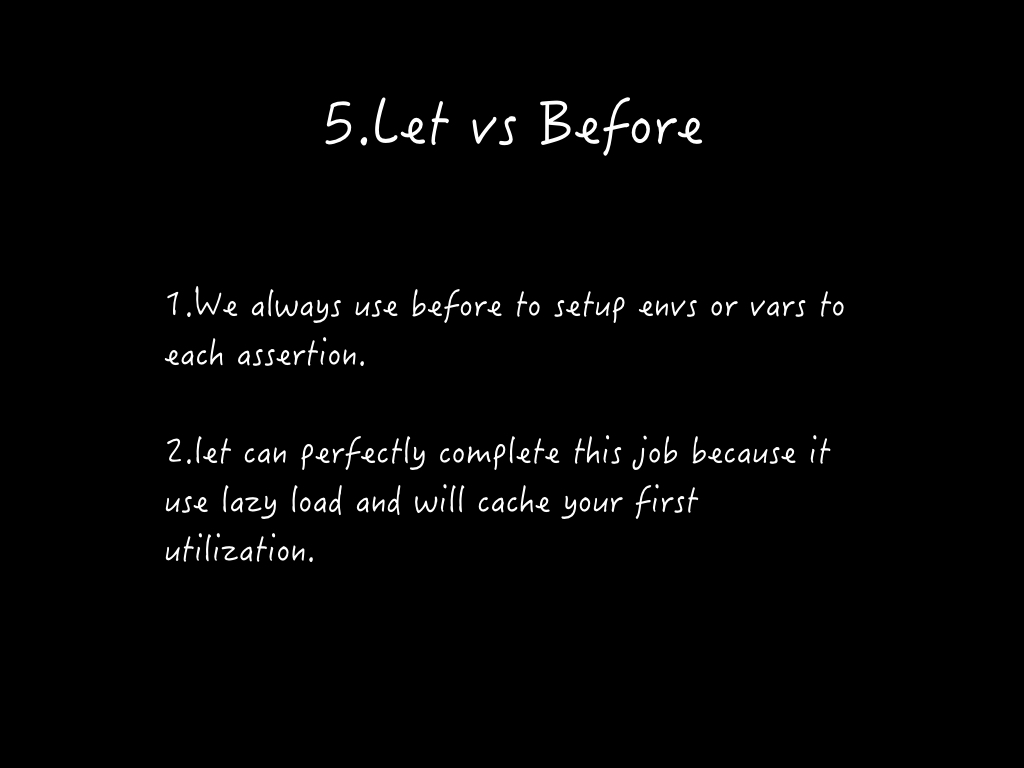 5.Let vs Before
1.We always use before to setup envs or vars to
each assertion.
2.let can perfectly complete this job because it
use lazy load and will cache your first
utilization.